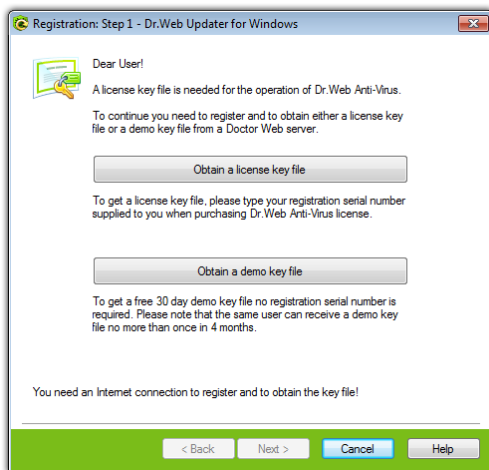 Registration: Step 1 - Dr.Web Updater for Windows
Dear User!
A license key file is needed for the operation of Dr.Web Anti-Virus.
To continue you need to register and to obtain either a license key
file or a demo key file from a Doctor Web server.
Obtain a license key file
To get a license key file, please type your registration serial number
supplied to you when purchasing Dr.Web Anti-Virus license.
Obtain a demo key file
To get a free 30 day demo key file no registration serial number is
required. Please note that the same user can receive a demo key
file no more than once in 4 months.
You need an Internet connection to register and to obtain the key file!
< Back Next > Cancel Help